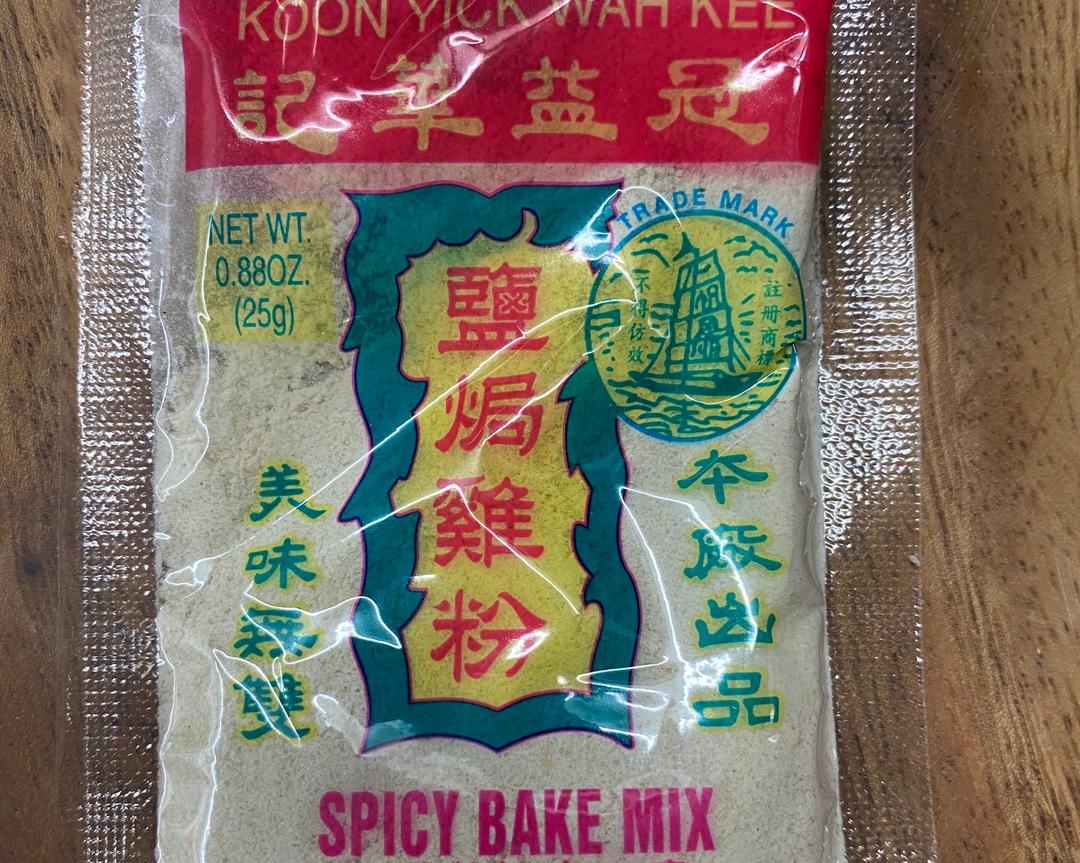 KOON YICK WAH KEE
記華益冠
NET WT.
0.88OZ.
(25g)
TRADE MARK
註冊商標
不得仿效
鹽焗雞粉
本廠出品
美味無雙
SPICY BAKE MIX